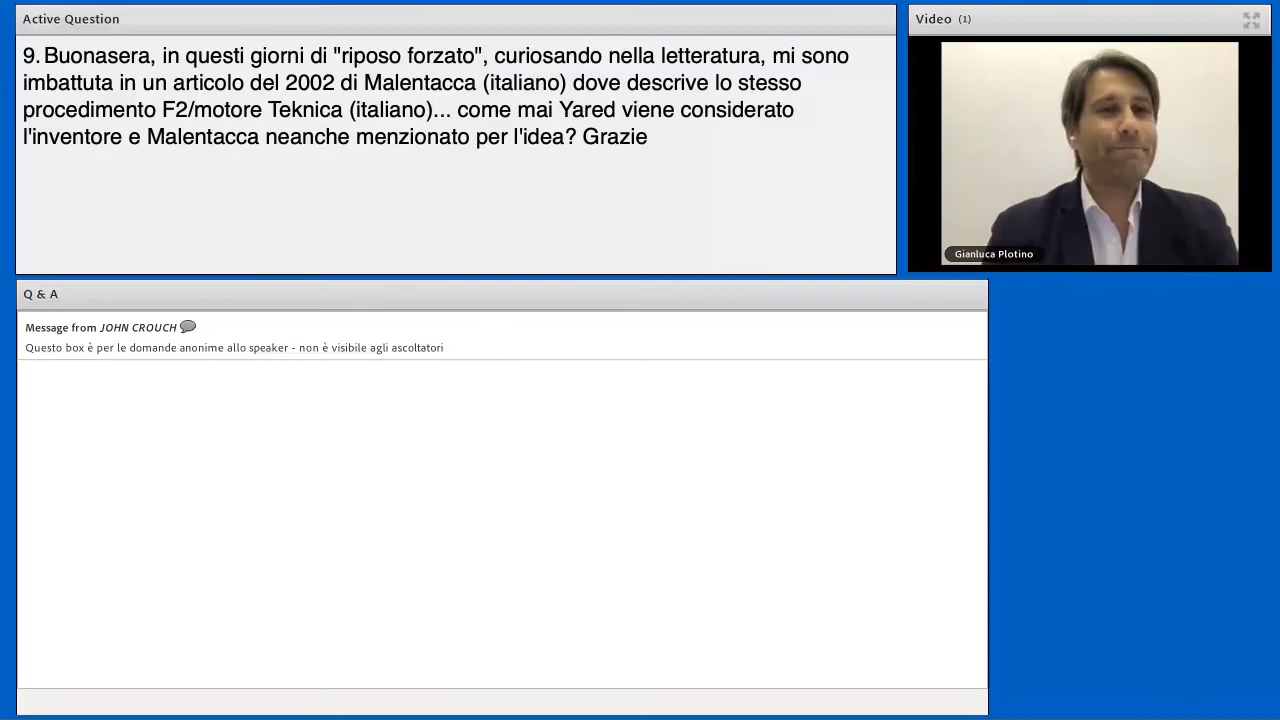 Active Question
9. Buonasera, in questi giorni di "riposo forzato", curiosando nella letteratura, mi sono
imbattuta in un articolo del 2002 di Malentacca (italiano) dove descrive lo stesso
procedimento F2/motore Teknica (italiano)... come mai Yared viene considerato
l'inventore e Malentacca neanche menzionato per l'idea? Grazie
Video (1)
Gianluca Plotino
Q & A
Message from JOHN CROUCH
Questo box è per le domande anonime allo speaker - non è visibile agli ascoltatori